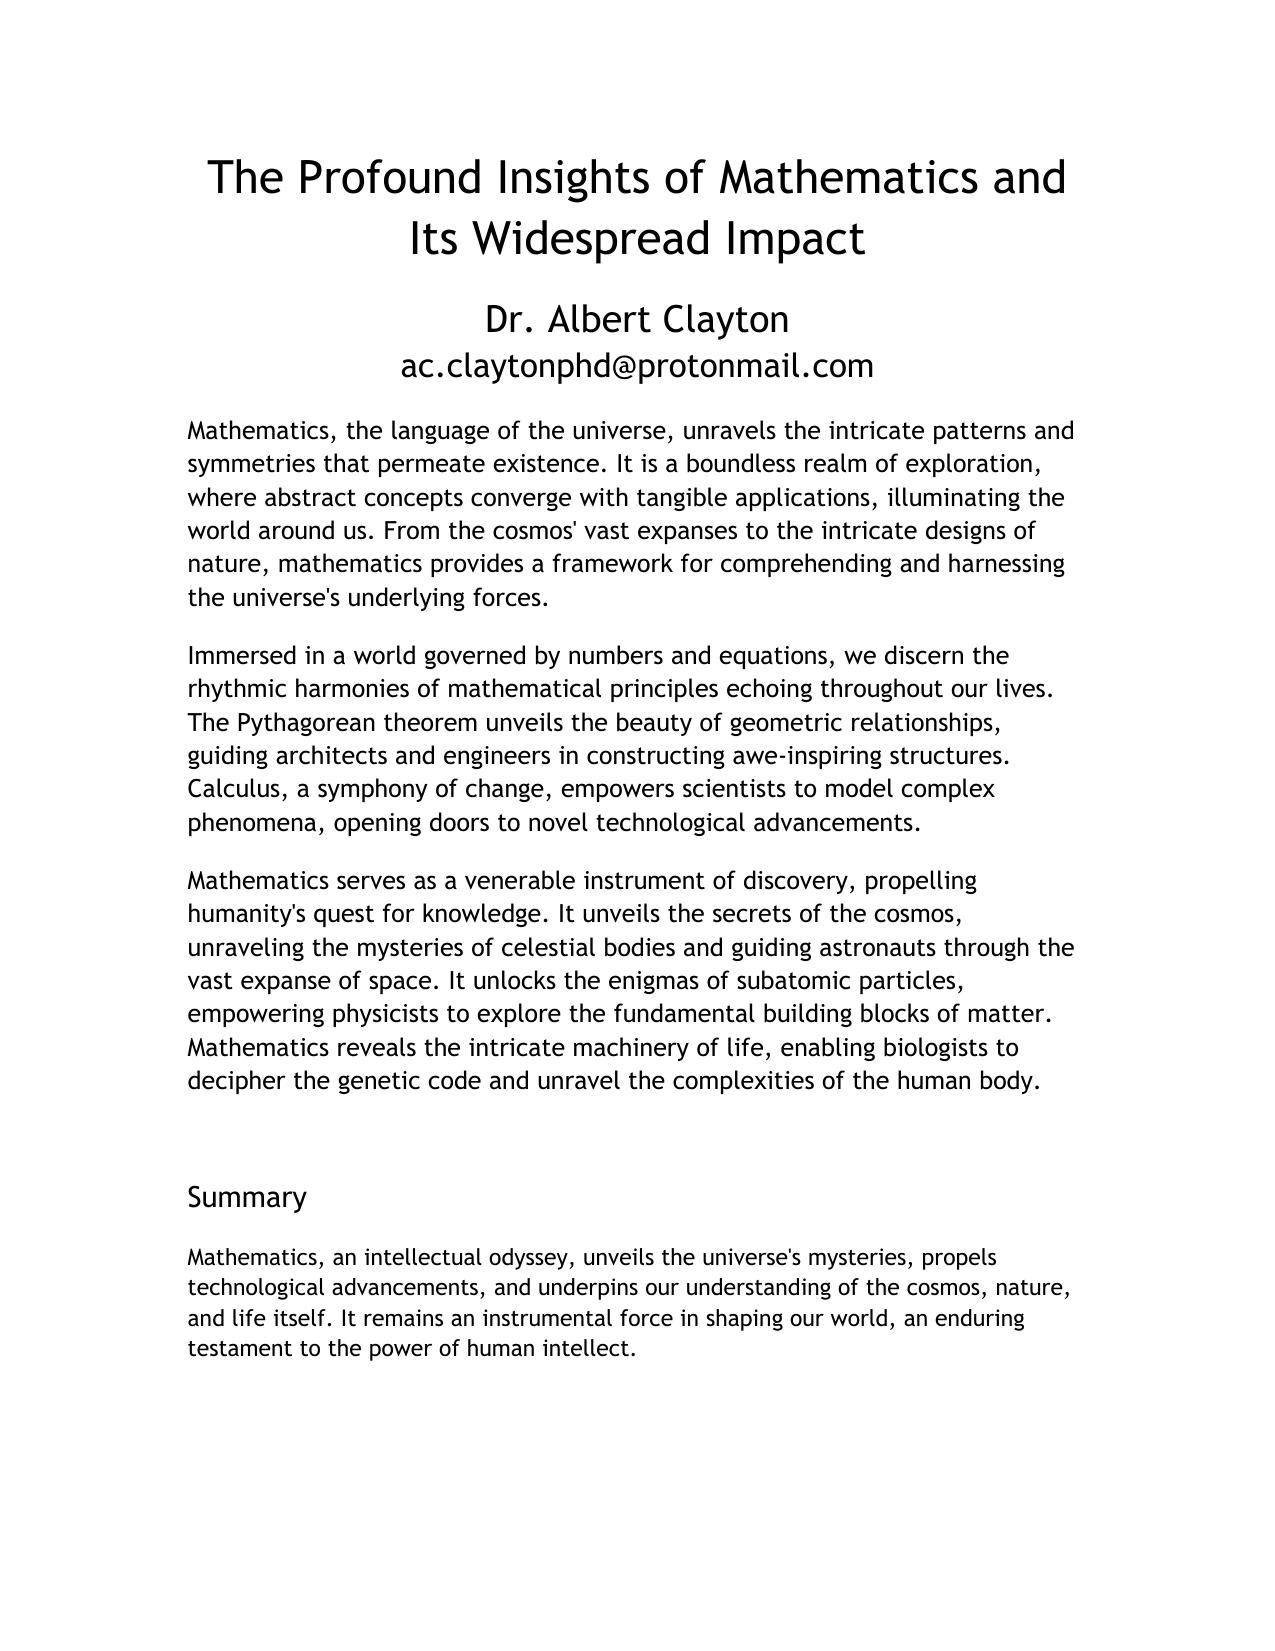 The Profound Insights of Mathematics and
Its Widespread Impact
Dr. Albert Clayton
ac.claytonphd@protonmail.com
Mathematics, the language of the universe, unravels the intricate patterns and
symmetries that permeate existence. It is a boundless realm of exploration,
where abstract concepts converge with tangible applications, illuminating the
world around us. From the cosmos' vast expanses to the intricate designs of
nature, mathematics provides a framework for comprehending and harnessing
the universe's underlying forces.
Immersed in a world governed by numbers and equations, we discern the
rhythmic harmonies of mathematical principles echoing throughout our lives.
The Pythagorean theorem unveils the beauty of geometric relationships,
guiding architects and engineers in constructing awe-inspiring structures.
Calculus, a symphony of change, empowers scientists to model complex
phenomena, opening doors to novel technological advancements.
Mathematics serves as a venerable instrument of discovery, propelling
humanity's quest for knowledge. It unveils the secrets of the cosmos,
unraveling the mysteries of celestial bodies and guiding astronauts through the
vast expanse of space. It unlocks the enigmas of subatomic particles,
empowering physicists to explore the fundamental building blocks of matter.
Mathematics reveals the intricate machinery of life, enabling biologists to
decipher the genetic code and unravel the complexities of the human body.
Summary
Mathematics, an intellectual odyssey, unveils the universe's mysteries, propels
technological advancements, and underpins our understanding of the cosmos, nature,
and life itself. It remains an instrumental force in shaping our world, an enduring
testament to the power of human intellect.